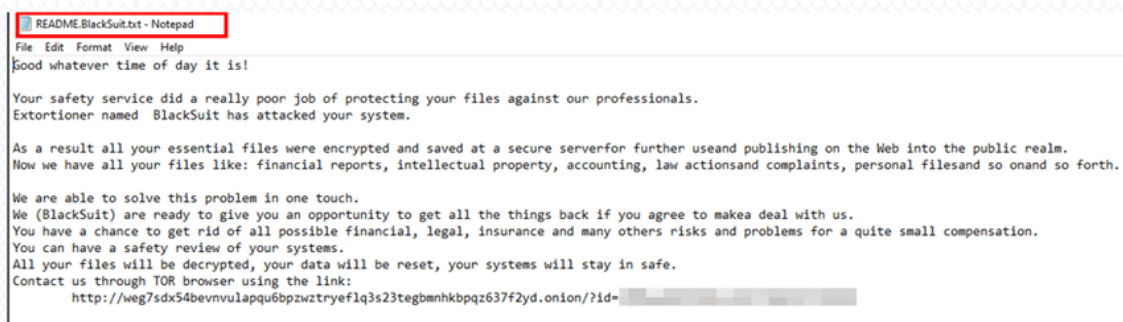 README.BlackSuit.txt - Notepad
File Edit Format View Help
Good whatever time of day it is!
Your safety service did a really poor job of protecting your files against our professionals.
Extortioner named  BlackSuit has attacked your system.
As a result all your essential files were encrypted and saved at a secure serverfor further useand publishing on the Web into the public realm.
Now we have all your files like: financial reports, intellectual property, accounting, law actionsand complaints, personal filesand so onand so forth.
We are able to solve this problem in one touch.
We (BlackSuit) are ready to give you an opportunity to get all the things back if you agree to makea deal with us.
You have a chance to get rid of all possible financial, legal, insurance and many others risks and problems for a quite small compensation.
You can have a safety review of your systems.
All your files will be decrypted, your data will be reset, your systems will stay in safe.
Contact us through TOR browser using the link:
http://weg7sdx54bevnvulapqu6bpzwztryeflq3s23tegbmnhkbpqz637f2yd.onion/?id=